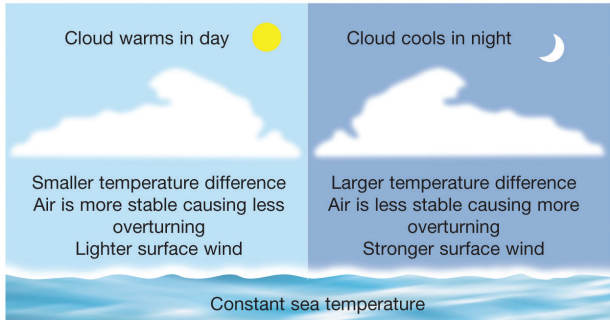 Cloud warms in day
Cloud cools in night
Smaller temperature difference
Air is more stable causing less
overturning
Lighter surface wind
Larger temperature difference
Air is less stable causing more
overturning
Stronger surface wind
Constant sea temperature